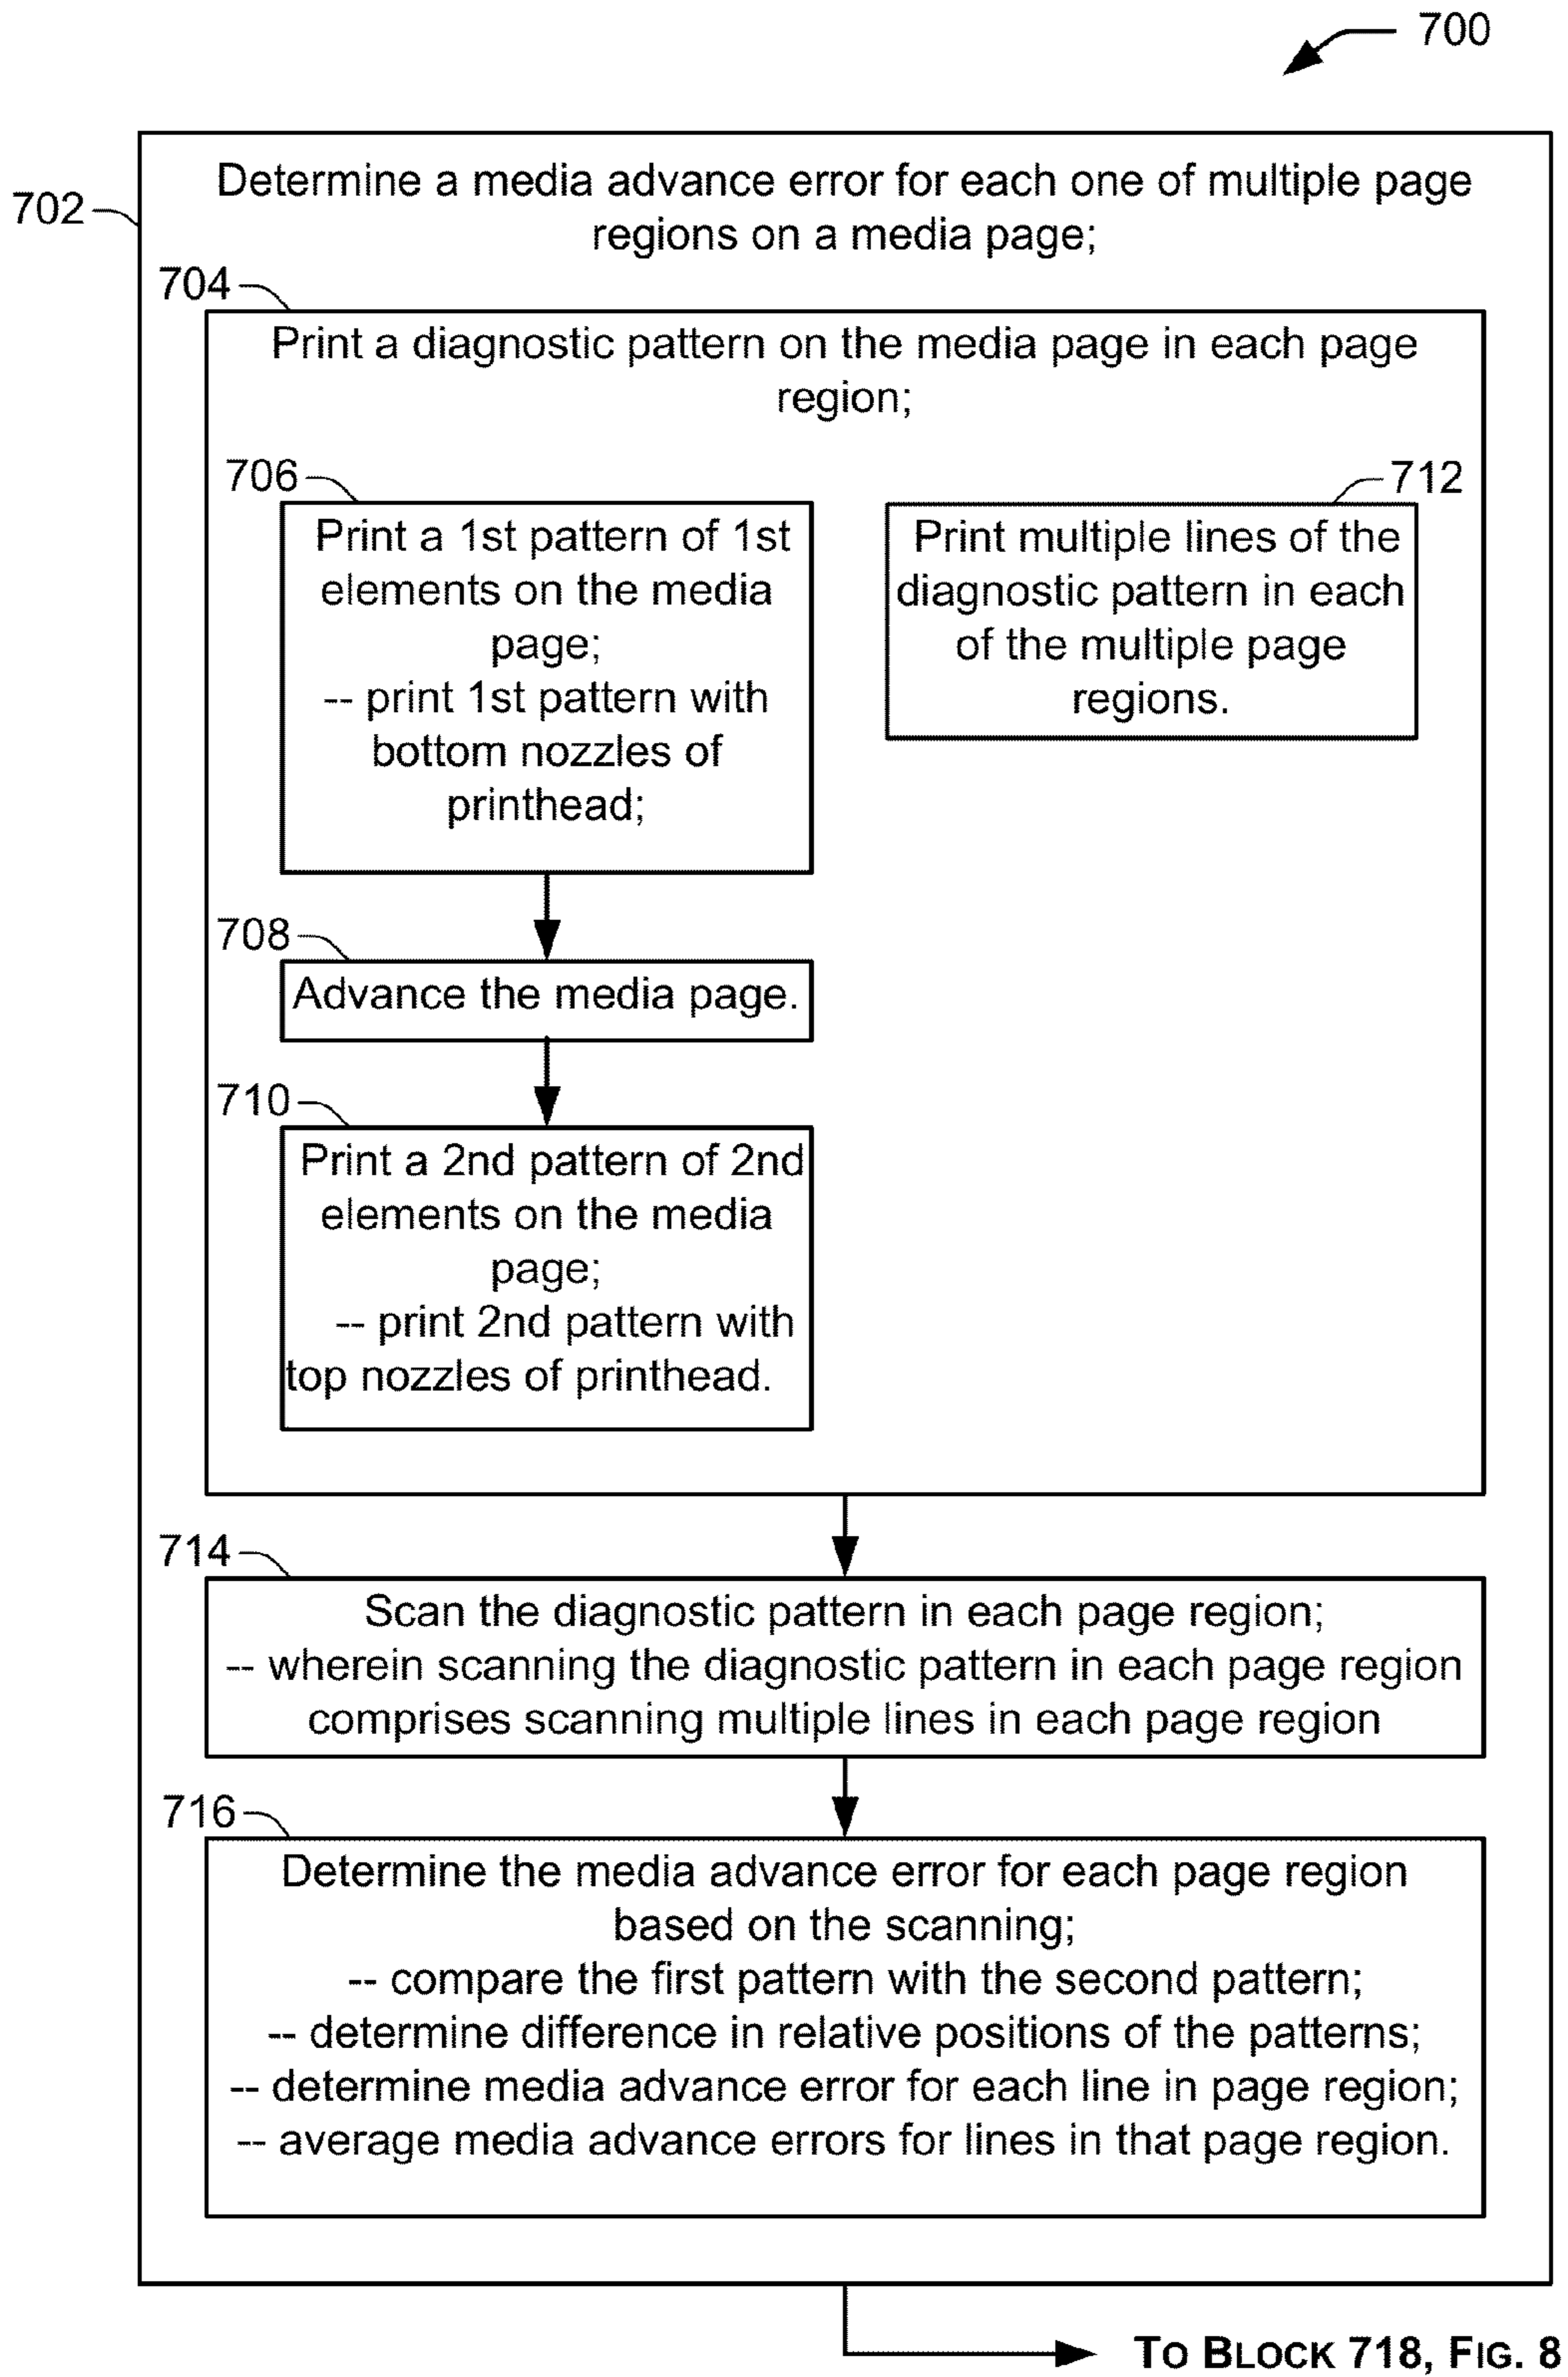 700
702
Determine a media advance error for each one of multiple page
regions on a media page;
704
Print a diagnostic pattern on the media page in each page
region;
706
Print a 1st pattern of 1st
elements on the media
page;
-- print 1st pattern with
bottom nozzles of
printhead;
712
Print multiple lines of the
diagnostic pattern in each
of the multiple page
regions.
708
Advance the media page.
710
Print a 2nd pattern of 2nd
elements on the media
page;
-- print 2nd pattern with
top nozzles of printhead.
714
Scan the diagnostic pattern in each page region;
-- wherein scanning the diagnostic pattern in each page region
comprises scanning multiple lines in each page region
716
Determine the media advance error for each page region
based on the scanning;
-- compare the first pattern with the second pattern;
-- determine difference in relative positions of the patterns;
-- determine media advance error for each line in page region;
-- average media advance errors for lines in that page region.
TO BLOCK 718, FIG. 8